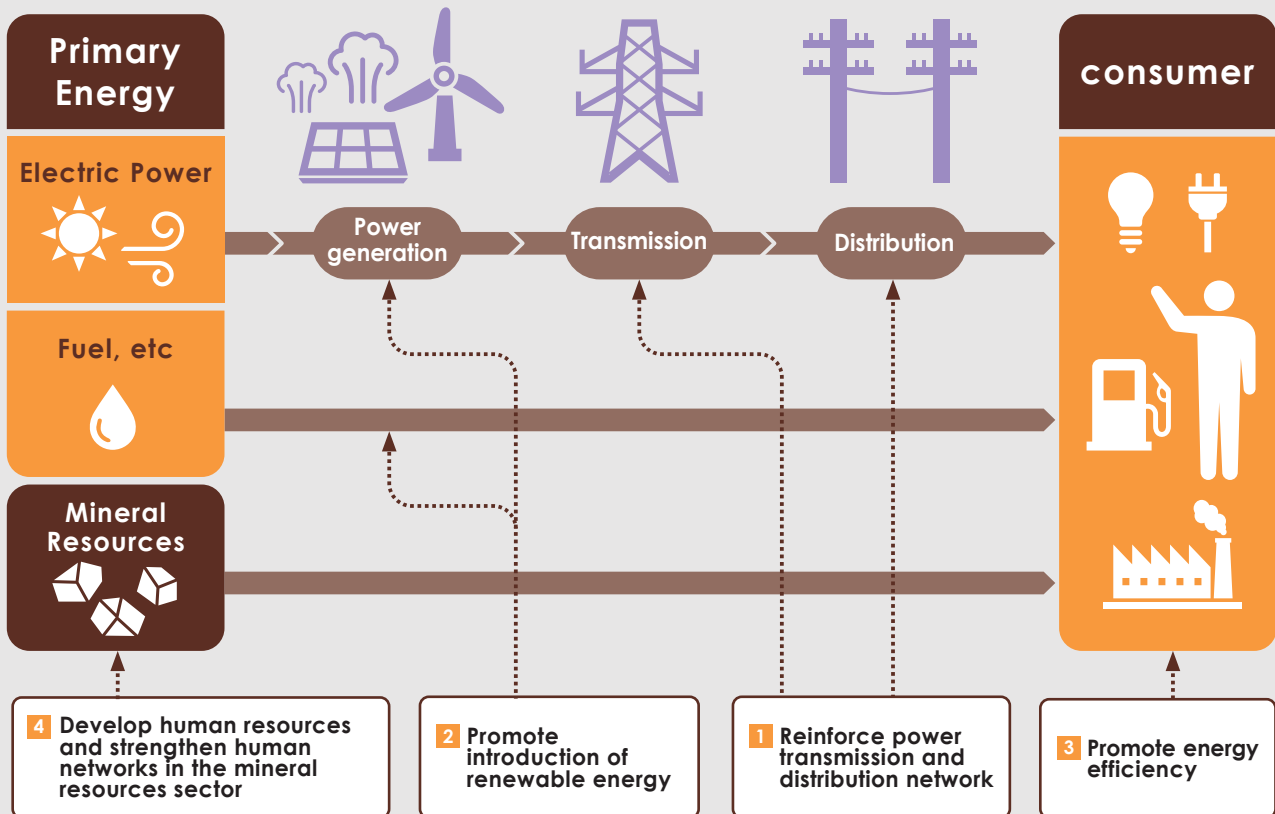 Primary
Energy
consumer
Electric Power
Power
generation
Transmission
Distribution
Fuel, etc
Mineral
Resources
4 Develop human resources
and strengthen human
networks in the mineral
resources sector
2 Promote
introduction of
renewable energy
1 Reinforce power
transmission and
distribution network
3 Promote energy
efficiency